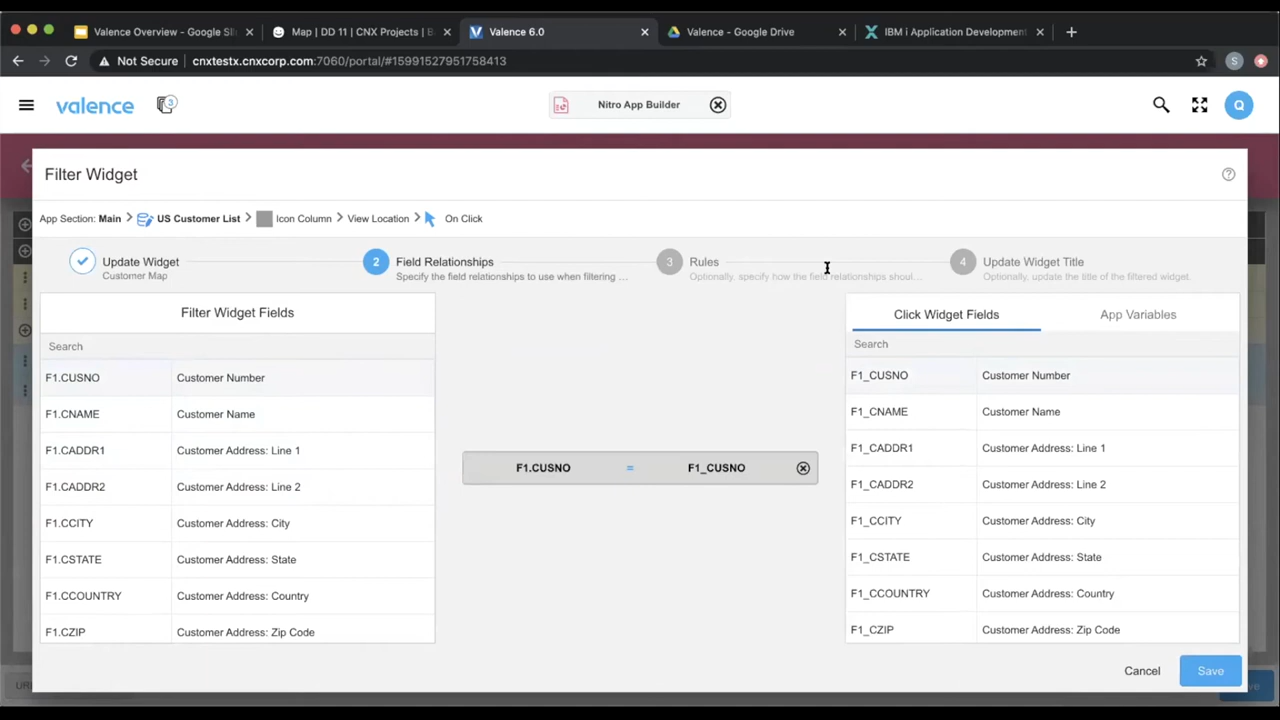 Valence Overview - Google Sli
Map | DD 11 | CNX Projects | B
Valence 6.0
Valence - Google Drive
IBM i Application Development
Not Secure | cnxtestx.cnxcorp.com:7060/portal/#15991527951758413
S
valence
3
Nitro App Builder
Q
Filter Widget
App Section: Main > US Customer List > Icon Column > View Location > On Click
Update Widget
Customer Map
2 Field Relationships
Specify the field relationships to use when filtering ...
3 Rules
Optionally, specify how the field relationships shoul...
4 Update Widget Title
Optionally, update the title of the filtered widget.
Filter Widget Fields
Search
F1.CUSNO Customer Number
F1.CNAME Customer Name
F1.CADDR1 Customer Address: Line 1
F1.CADDR2 Customer Address: Line 2
F1.CCITY Customer Address: City
F1.CSTATE Customer Address: State
F1.CCOUNTRY Customer Address: Country
F1.CZIP Customer Address: Zip Code
F1.CUSNO = F1_CUSNO
Click Widget Fields
App Variables
Search
F1_CUSNO Customer Number
F1_CNAME Customer Name
F1_CADDR1 Customer Address: Line 1
F1_CADDR2 Customer Address: Line 2
F1_CCITY Customer Address: City
F1_CSTATE Customer Address: State
F1_CCOUNTRY Customer Address: Country
F1_CZIP Customer Address: Zip Code
Cancel
Save